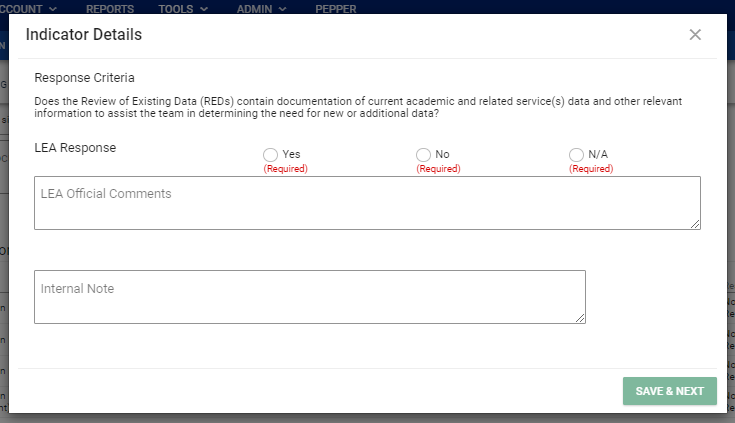 CCOUNT REPORTS TOOLS ADMIN PEPPER
Indicator Details
Response Criteria
Does the Review of Existing Data (REDs) contain documentation of current academic and related service(s) data and other relevant
information to assist the team in determining the need for new or additional data?
LEA Response
Yes No N/A
(Required) (Required) (Required)
LEA Official Comments
Internal Note
SAVE & NEXT